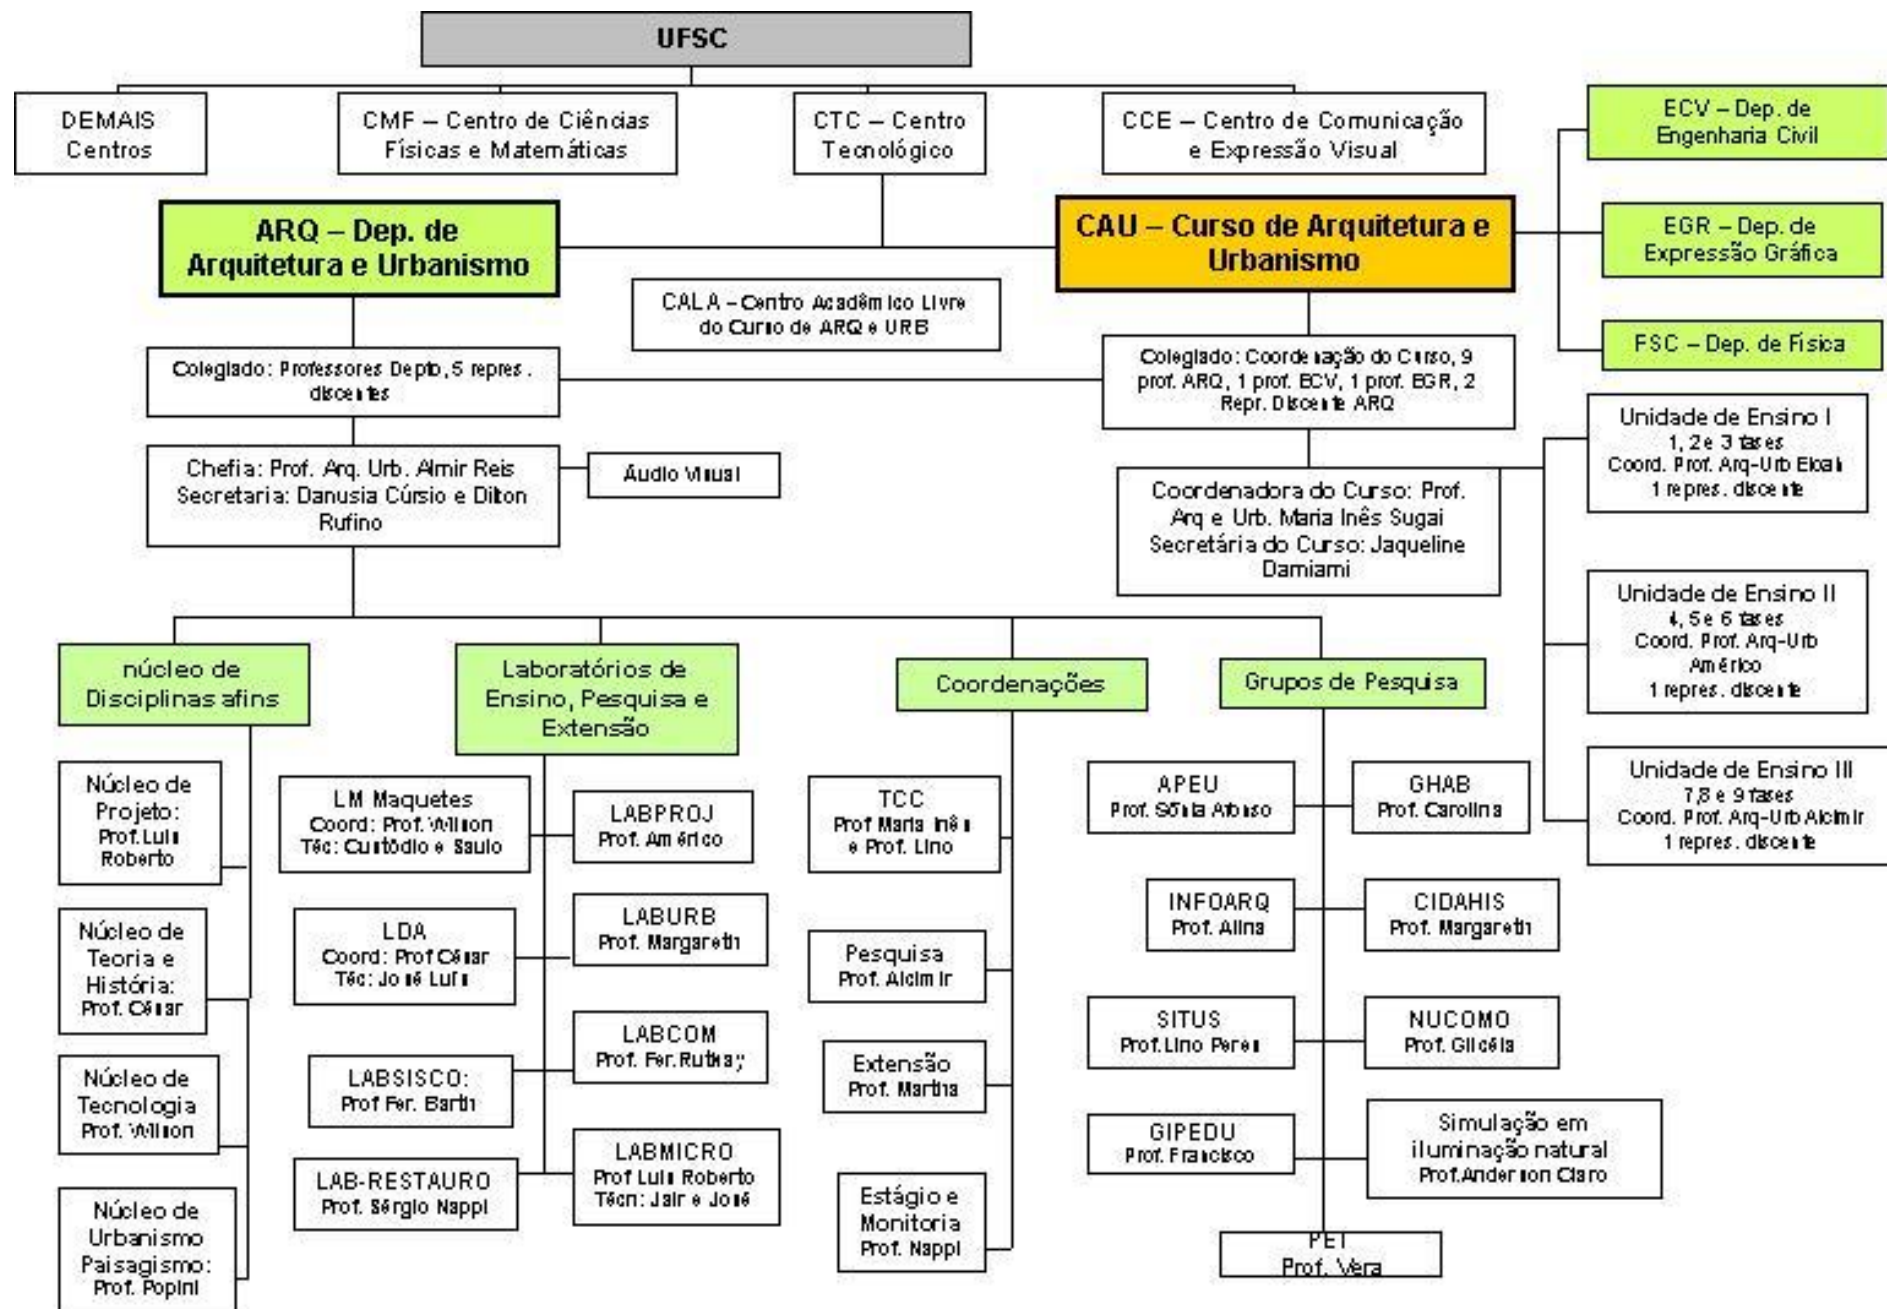 UFSC
DEMAIS
Centros
CMF – Centro de Ciências
Físicas e Matemáticas
CTC – Centro
Tecnológico
CCE – Centro de Comunicação
e Expressão Visual
ECV – Dep. de
Engenharia Civil
ARQ – Dep. de
Arquitetura e Urbanismo
CAU – Curso de Arquitetura e
Urbanismo
EGR – Dep. de
Expressão Gráfica
CALA – Centro Acadêmico Livre
do Curso de ARQ e URB
FSC – Dep. de Física
Colegiado: Professores Depto, 5 repres.
discentes
Colegiado: Coordenação do Curso, 9
prof. ARQ, 1 prof. ECV, 1 prof. EGR, 2
Repr. Discente ARQ
Unidade de Ensino I
1, 2 e 3 fases
Coord. Prof. Arq-Urb
1 repres. discente
Chefia: Prof. Arq. Urb. Almir Reis
Secretaria: Danusia Cúrsio e Dilton
Rufino
Áudio Visual
Coordenadora do Curso: Prof.
Arq e Urb. Maria Inês Sugai
Secretária do Curso: Jaqueline
Damiami
Unidade de Ensino II
4, 5 e 6 fases
Coord. Prof. Arq-Urb
Américo
1 repres. discente
Unidade de Ensino III
7,8 e 9 fases
Coord. Prof. Arq-Urb Alcimir
1 repres. discente
núcleo de
Disciplinas afins
Laboratórios de
Ensino, Pesquisa e
Extensão
Coordenações
Grupos de Pesquisa
Núcleo de
Projeto:
Prof.Luis
Roberto
Núcleo de
Teoria e
História:
Prof. César
Núcleo de
Tecnologia
Prof. Wilson
Núcleo de
Urbanismo
Paisagismo:
Prof. Popini
LM Maquetes
Coord: Prof. Wilson
Téc: Custódio e Saulo
LABPROJ
Prof. Américo
LDA
Coord: Prof César
Téc: José Luís
LABURB
Prof. Margareth
LABSISCO:
Prof Fer. Barth
LABCOM
Prof. Fer.
LAB-RESTAURO
Prof. Sérgio Nappi
LABMICRO
Prof Luis Roberto
Técn: Jair e José
TCC
Prof Maria Inês
e Prof. Lino
Pesquisa
Prof. Alcimir
Extensão
Prof. Martha
Estágio e
Monitoria
Prof. Nappi
APEU
Prof. Sônia Afonso
GHAB
Prof. Carolina
INFOARQ
Prof. Alina
CIDAHIS
Prof. Margareth
SITUS
Prof.Lino Peres
NUCOMO
Prof. Gilcéia
GIPEDU
Prof. Francisco
Simulação em
iluminação natural
Prof.Anderson Claro
PET
Prof. Vera